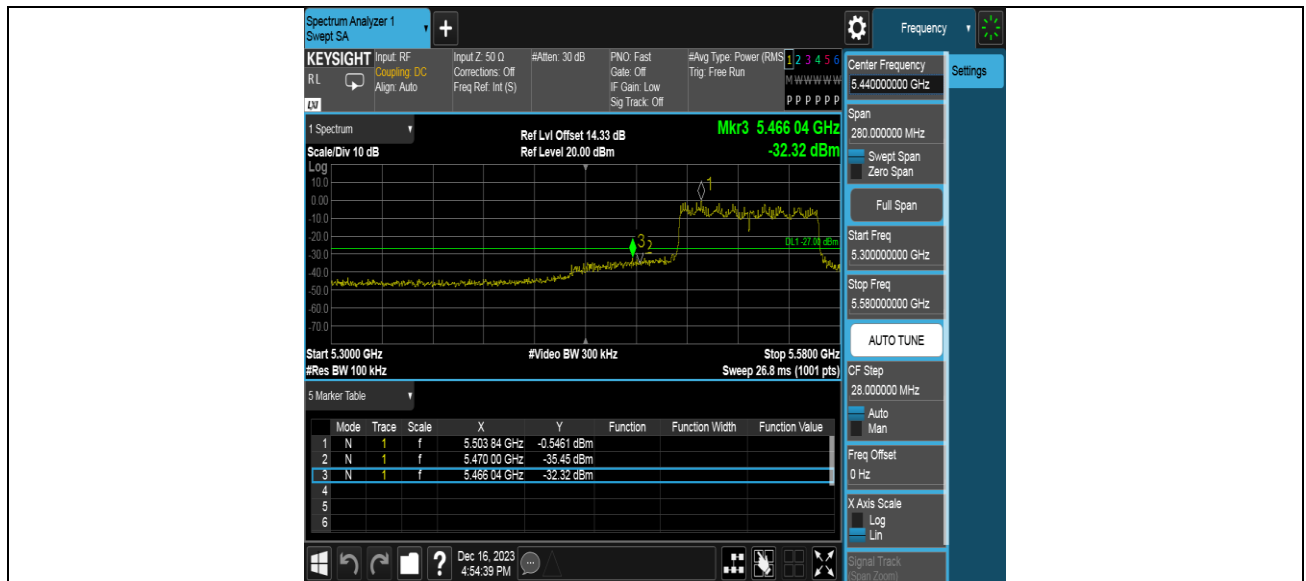 Spectrum Analyzer 1
Swept SA
+
Frequency
KEYSIGHT
RL
LXI
Input: RF
Coupling: DC
Align: Auto
Input Z: 50 Ω
Corrections: Off
Freq Ref: Int (S)
#Atten: 30 dB
PNO: Fast
Gate: Off
IF Gain: Low
Sig Track: Off
#Avg Type: Power (RMS
Trig: Free Run
1 2 3 4 5 6
M W W W W W
P P P P P P
1 Spectrum
Scale/Div 10 dB
Ref Lvl Offset 14.33 dB
Ref Level 20.00 dBm
Mkr3 5.466 04 GHz
-32.32 dBm
Log
10.0
0.00
-10.0
-20.0
-30.0
-40.0
-50.0
-60.0
-70.0
1
3
2
DL1 -27.00 dBm
Start 5.3000 GHz
#Res BW 100 kHz
#Video BW 300 kHz
Stop 5.5800 GHz
Sweep 26.8 ms (1001 pts)
5 Marker Table
Mode Trace Scale X Y Function Function Width Function Value
1 N 1 f 5.503 84 GHz -0.5461 dBm
2 N 1 f 5.470 00 GHz -35.45 dBm
3 N 1 f 5.466 04 GHz -32.32 dBm
4
5
6
?
Dec 16, 2023
4:54:39 PM
Center Frequency
5.440000000 GHz
Settings
Span
280.000000 MHz
Swept Span
Zero Span
Full Span
Start Freq
5.300000000 GHz
Stop Freq
5.580000000 GHz
AUTO TUNE
CF Step
28.000000 MHz
Auto
Man
Freq Offset
0 Hz
X Axis Scale
Log
Lin
Signal Track
(Span Zoom)